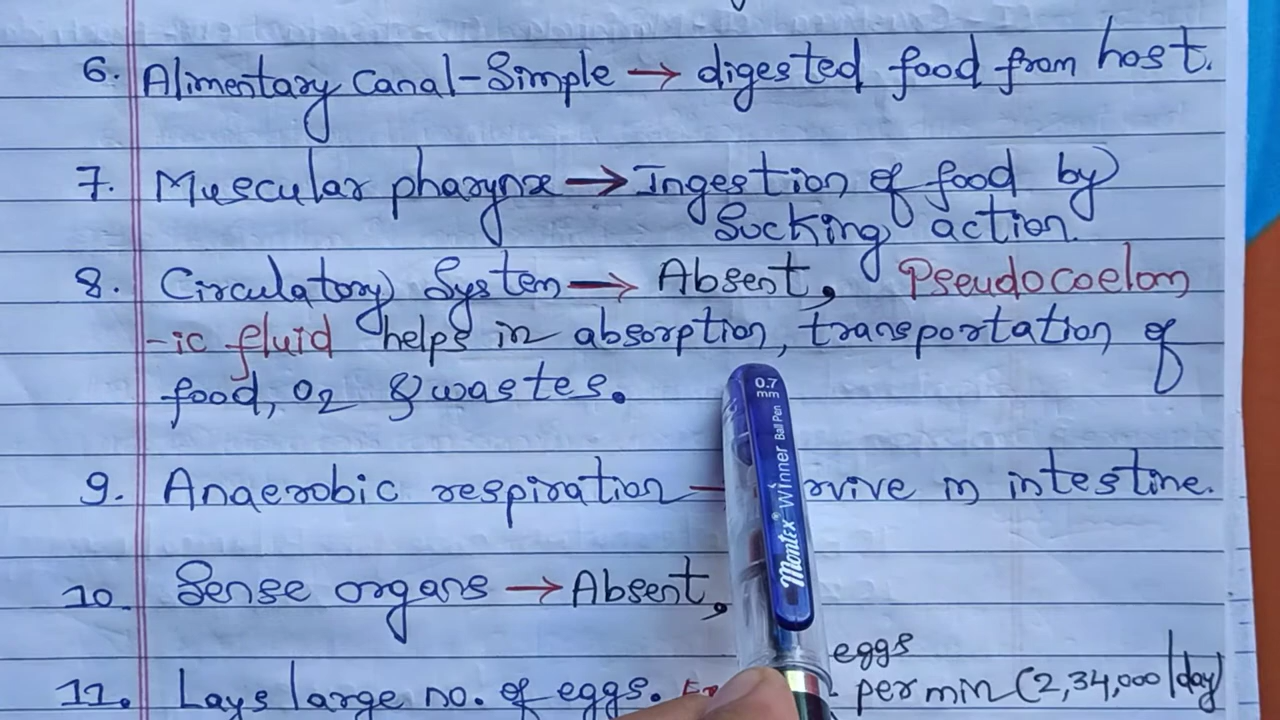 6. Alimentary Canal-Simple → digested food from host.
7. Muscular pharynx → Ingestion of food by
Sucking action.
8. Circulatory System → Absent, Pseudocoelom
-ic fluid helps in absorption, transportation of
food, O2 & wastes.
9. Anaerobic respiration rvive in intestine.
10. Sense organs → Absent,
eggs
11. Lays large no. of eggs. per min (2,34,000/day)
0.7 mm
Montex® Winner Ball Pen